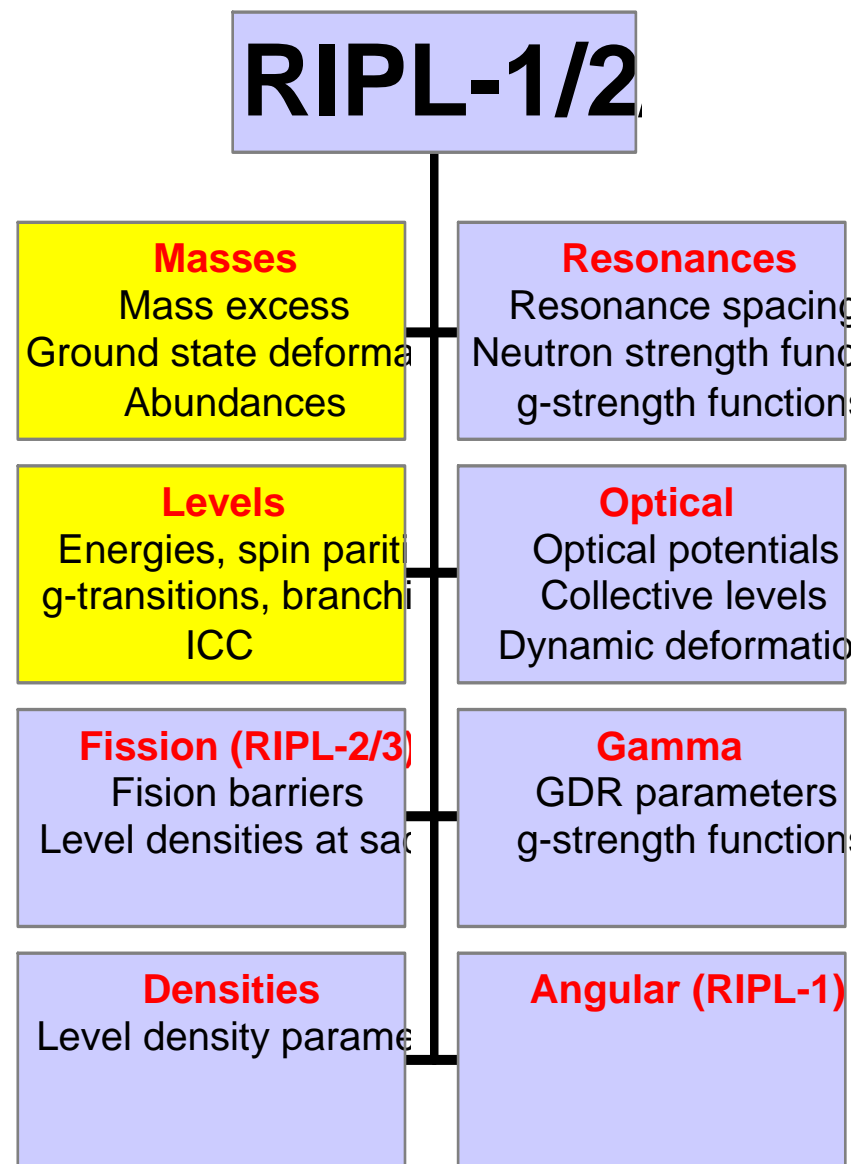 RIPL-1/2/
Masses
Mass excess
Ground state deforma
Abundances
Resonances
Resonance spacing
Neutron strength func
g-strength functions
Levels
Energies, spin pariti
g-transitions, branchi
ICC
Optical
Optical potentials
Collective levels
Dynamic deformatio
Fission (RIPL-2/3)
Fision barriers
Level densities at sad
Gamma
GDR parameters
g-strength functions
Densities
Level density parame
Angular (RIPL-1)